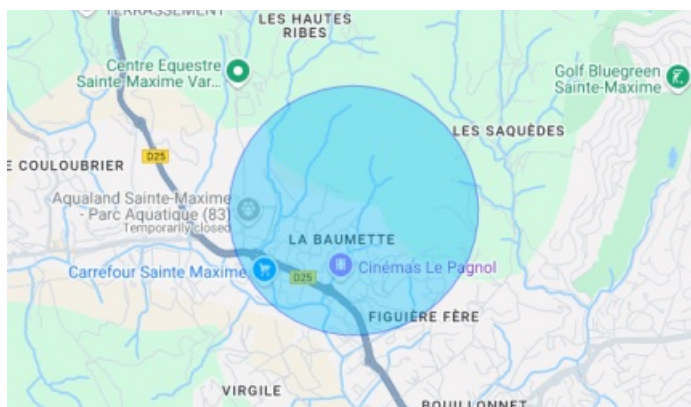 TERRASSEMENT
LES HAUTES
RIBES
Centre Equestre
Sainte-Maxime Var...
Golf Bluegreen
Sainte-Maxime
LES SAQUÈDES
D25
E COULOUBRIER
Aqualand Sainte-Maxime
- Parc Aquatique (83)
Temporarily closed
LA BAUMETTE
Carrefour Sainte Maxime
D25
Cinémas Le Pagnol
FIGUIÈRE FÈRE
VIRGILE
BOUILLONNET